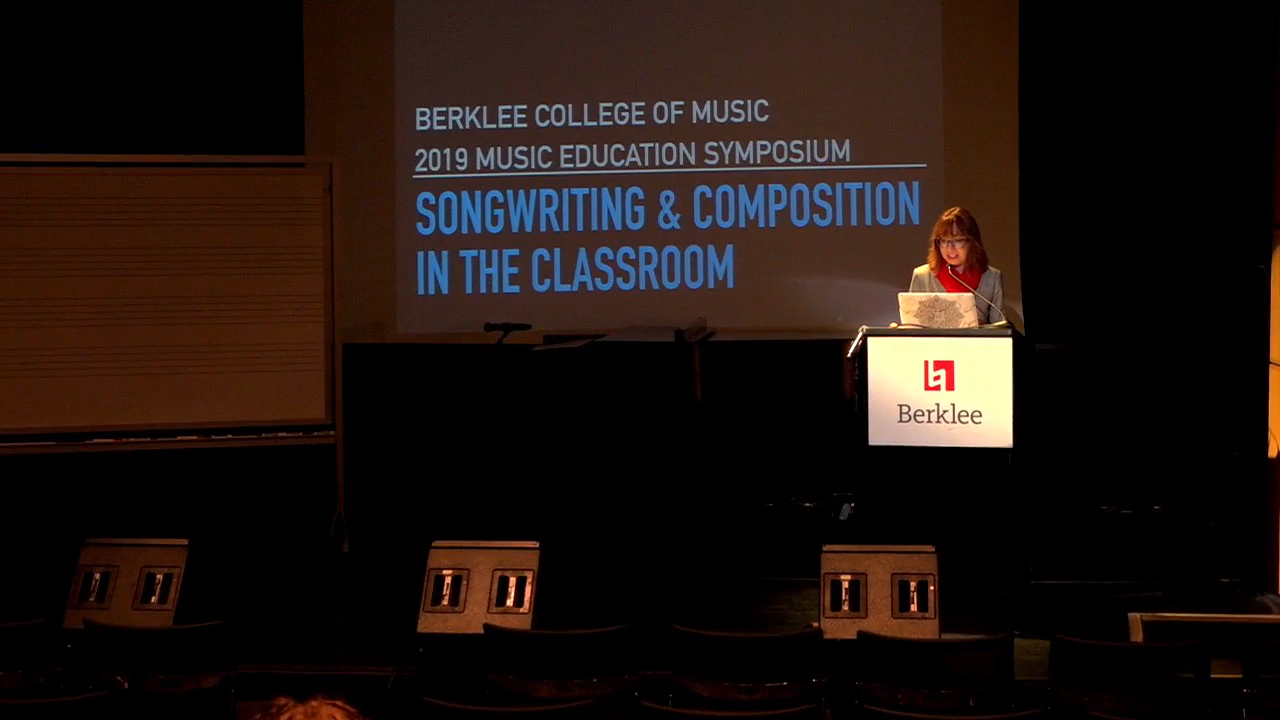 BERKLEE COLLEGE OF MUSIC
2019 MUSIC EDUCATION SYMPOSIUM
SONGWRITING & COMPOSITION
IN THE CLASSROOM
Berklee